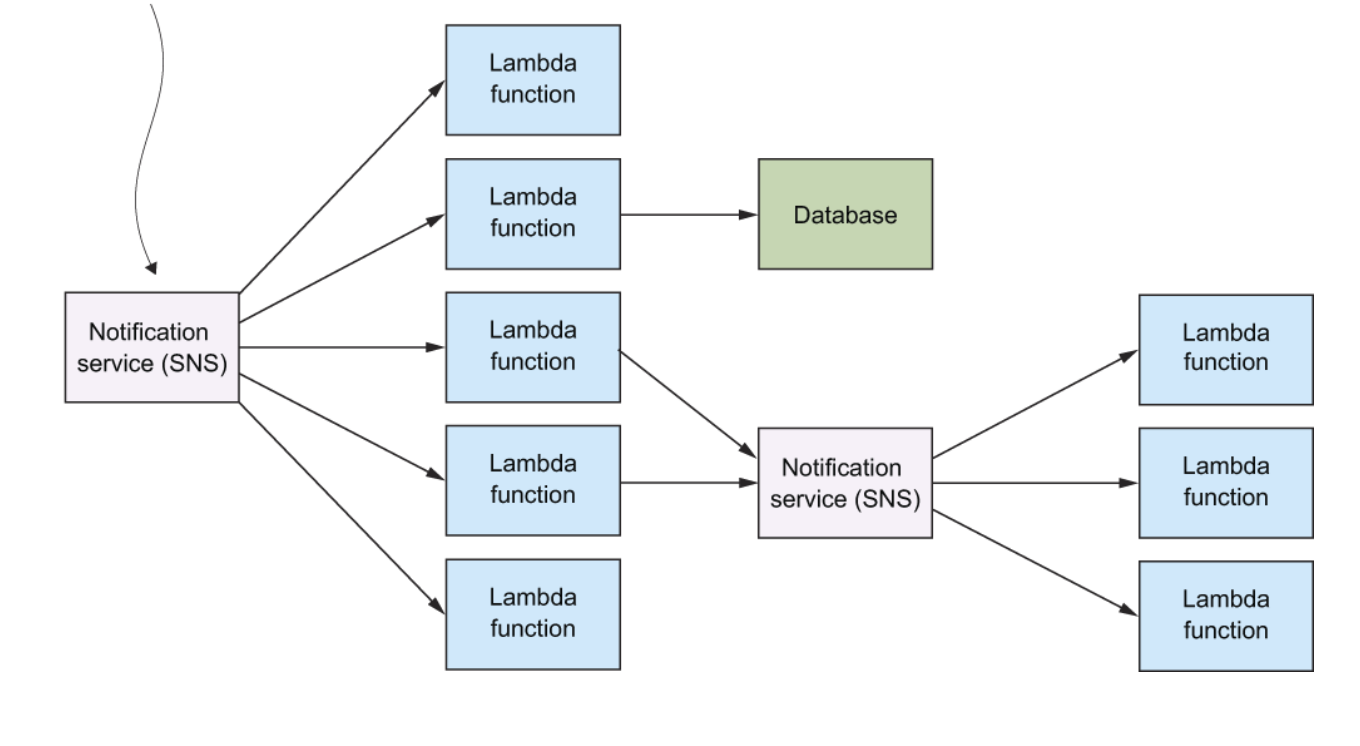 Lambda
function
Lambda
function
Database
Notification
service (SNS)
Lambda
function
Lambda
function
Lambda
function
Notification
service (SNS)
Lambda
function
Lambda
function
Lambda
function